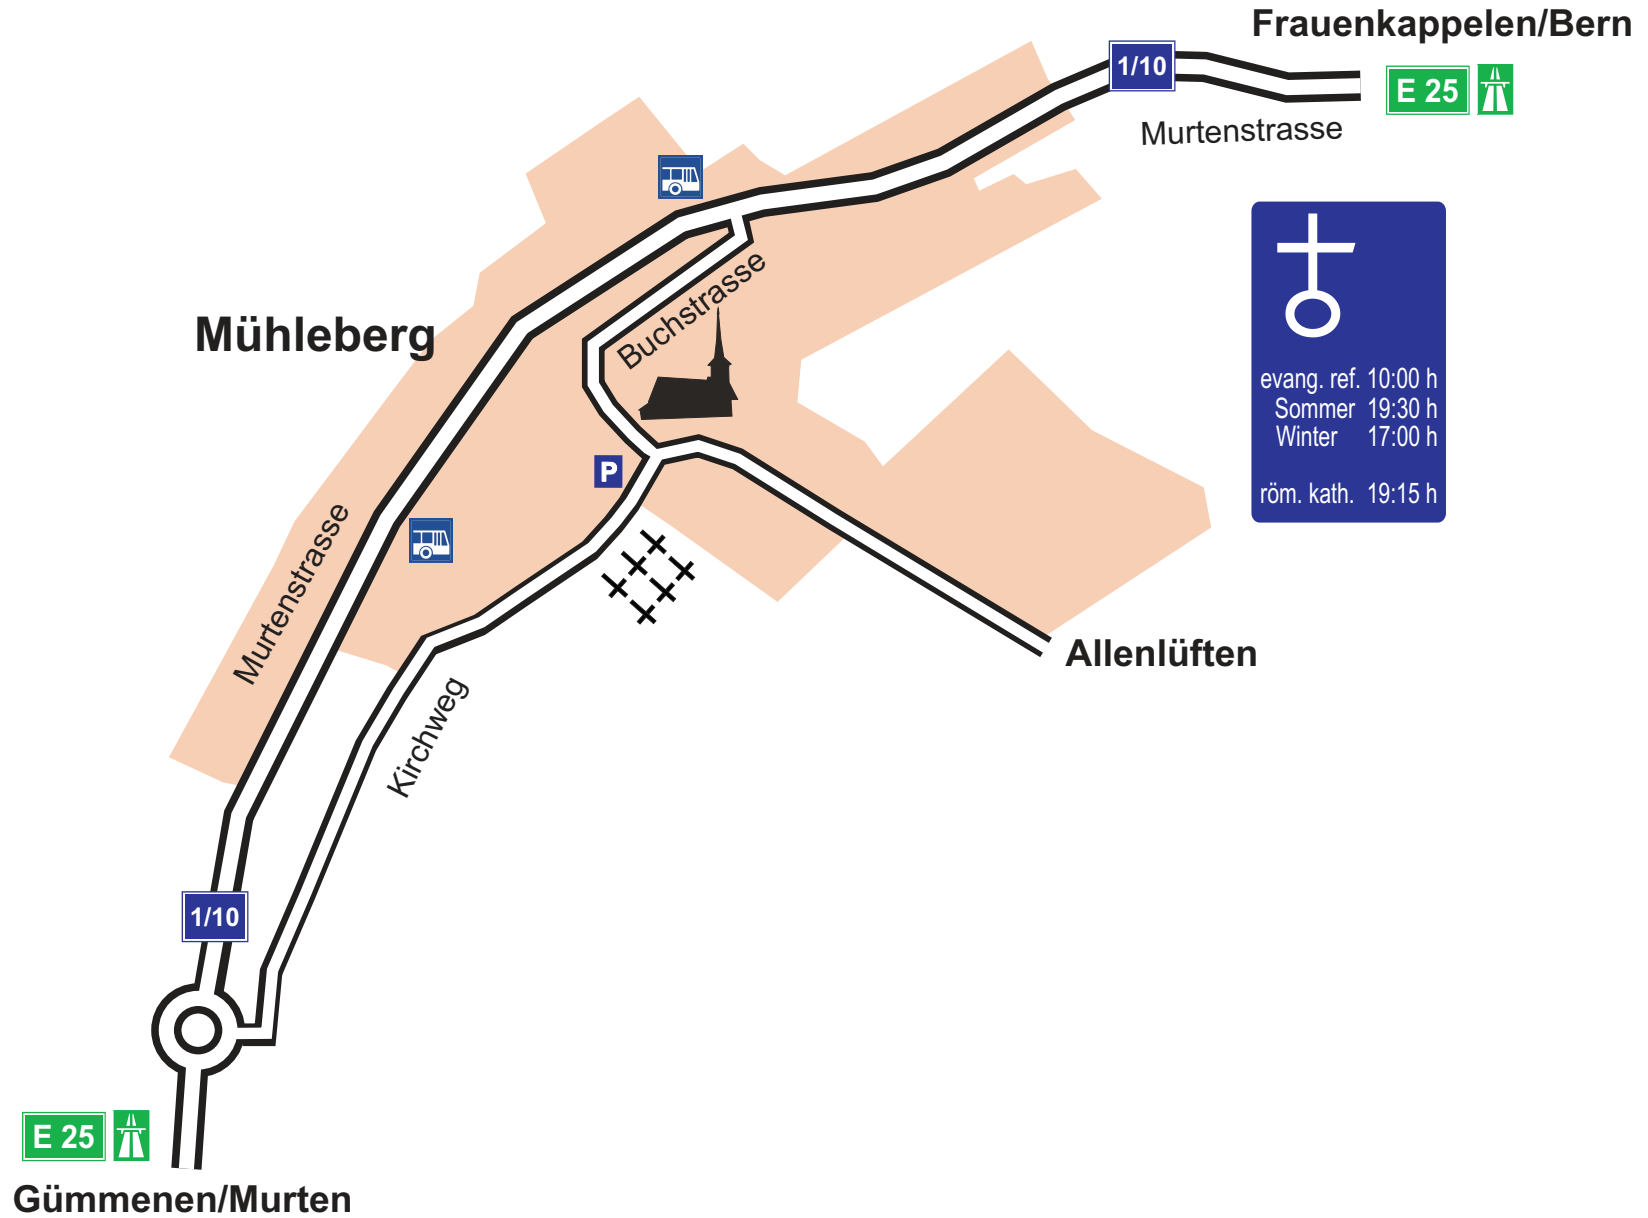 Frauenkappelen/Bern
1/10
E 25
Murtenstrasse
Buchstrasse
Mühleberg
evang. ref. 10:00 h
Sommer 19:30 h
Winter 17:00 h
röm. kath. 19:15 h
P
Murtenstrasse
Allenlüften
Kirchweg
1/10
E 25
Gümmenen/Murten